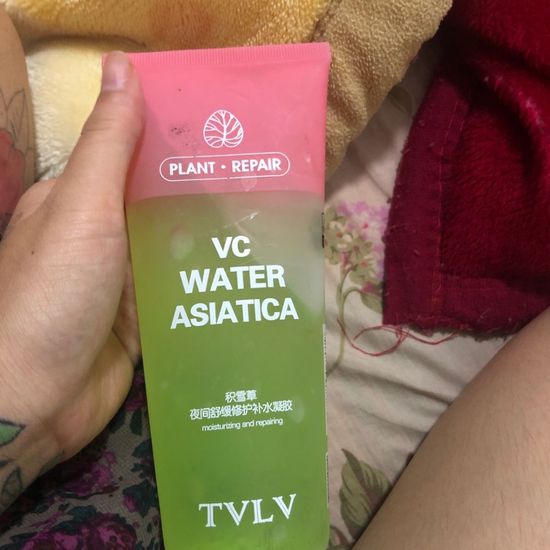 PLANT · REPAIR
VC
WATER
ASIATICA
积雪草
夜间舒缓修护补水凝胶
moisturizing and repairing
TVLV